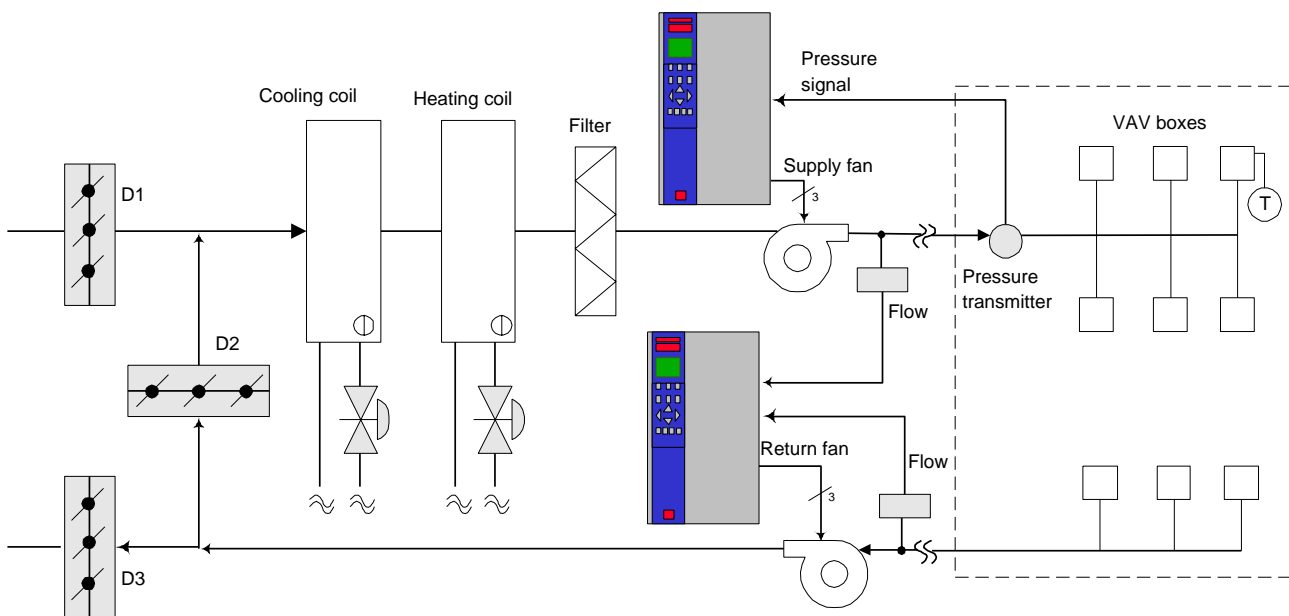 Pressure
signal
Cooling coil
Heating coil
Filter
VAV boxes
D1
Supply fan
3
T
Pressure
transmitter
Flow
D2
Return fan
Flow
3
D3